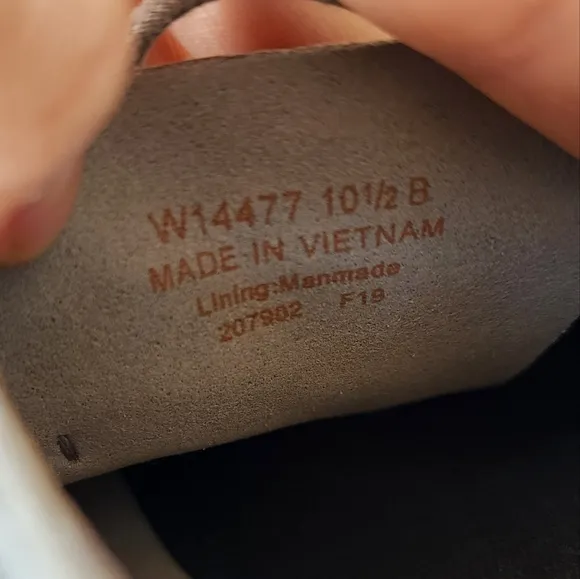 W14477 10½ B
MADE IN VIETNAM
Lining:Manmade
207902 F19